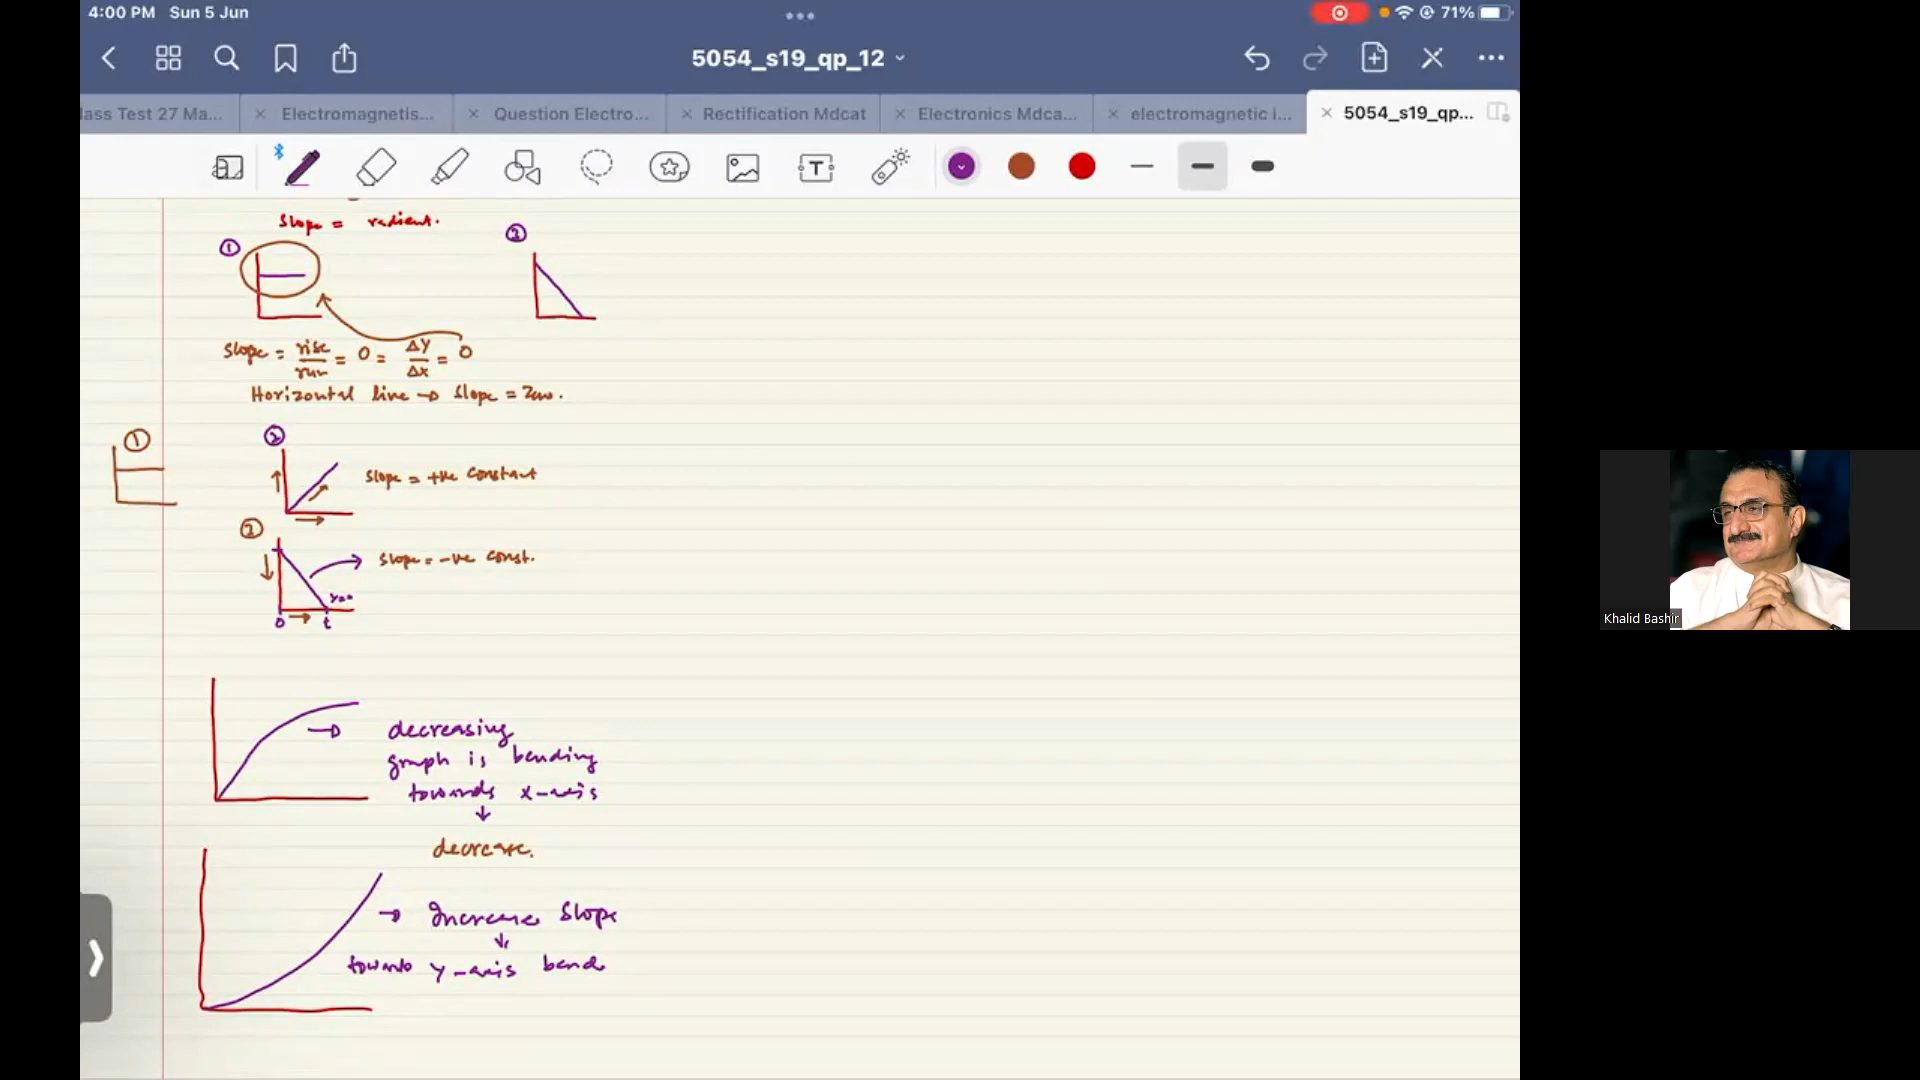 4:00 PM Sun 5 Jun
71%
5054_s19_qp_12
lass Test 27 Ma...
Electromagnetis...
Question Electro...
Rectification Mdcat
Electronics Mdca...
electromagnetic i...
5054_s19_qp...
T
Slope = radient.
①
②
Slope = rise/run = 0 = Δy/Δx = 0
Horizontal line → Slope = Zero.
①
②
Slope = +ve constant
②
Slope = -ve const.
0 t
decreasing
graph is bending
towards x-axis
↓
decrease.
→ Increase Slope
↓
towards y-axis bend
Khalid Bashir